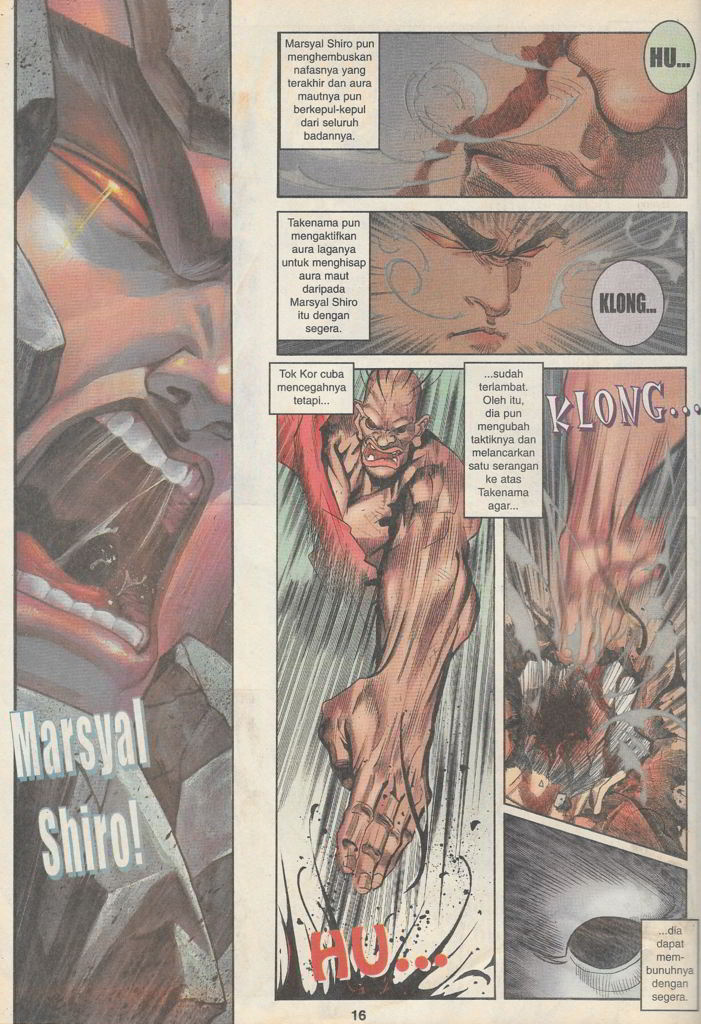 Marsyal
Shiro!
Marsyal Shiro pun
menghembuskan
nafasnya yang
terakhir dan aura
mautnya pun
berkepul-kepul
dari seluruh
badannya.
HU...
Takenama pun
mengaktifkan
aura laganya
untuk menghisap
aura maut
daripada
Marsyal Shiro
itu dengan
segera.
KLONG...
Tok Kor cuba
mencegahnya
tetapi...
HU...
...sudah
terlambat.
Oleh itu,
dia pun
mengubah
taktiknya dan
melancarkan
satu serangan
ke atas
Takenama
agar...
KLONG...
...dia
dapat
mem-
bunuhnya
dengan
segera.
16